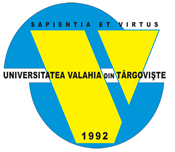 SAPIENTIA ET VIRTUS
UNIVERSITATEA VALAHIA DIN TÂRGOVIŞTE
1992